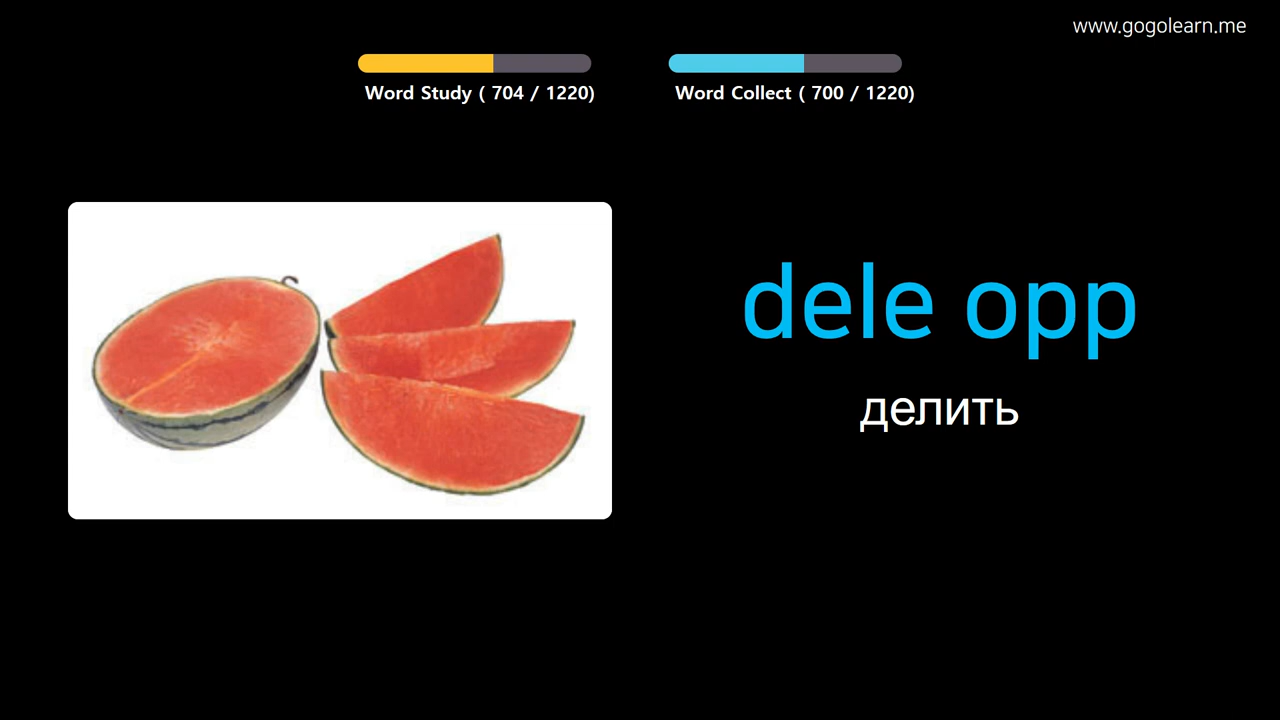 www.gogolearn.me
Word Study ( 704 / 1220)
Word Collect ( 700 / 1220)
dele opp
делить